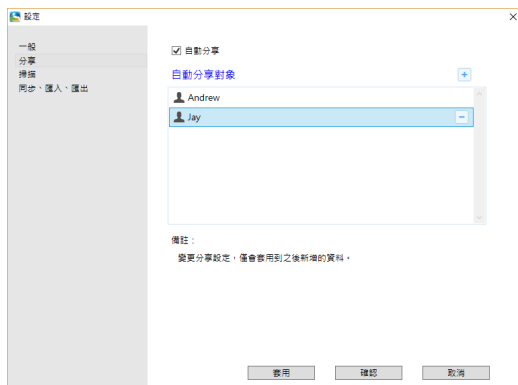 設定
一般
分享
掃描
同步、匯入、匯出
自動分享
自動分享對象
Andrew
Jay
備註：
變更分享設定，僅會套用到之後新增的資料。
套用
確認
取消